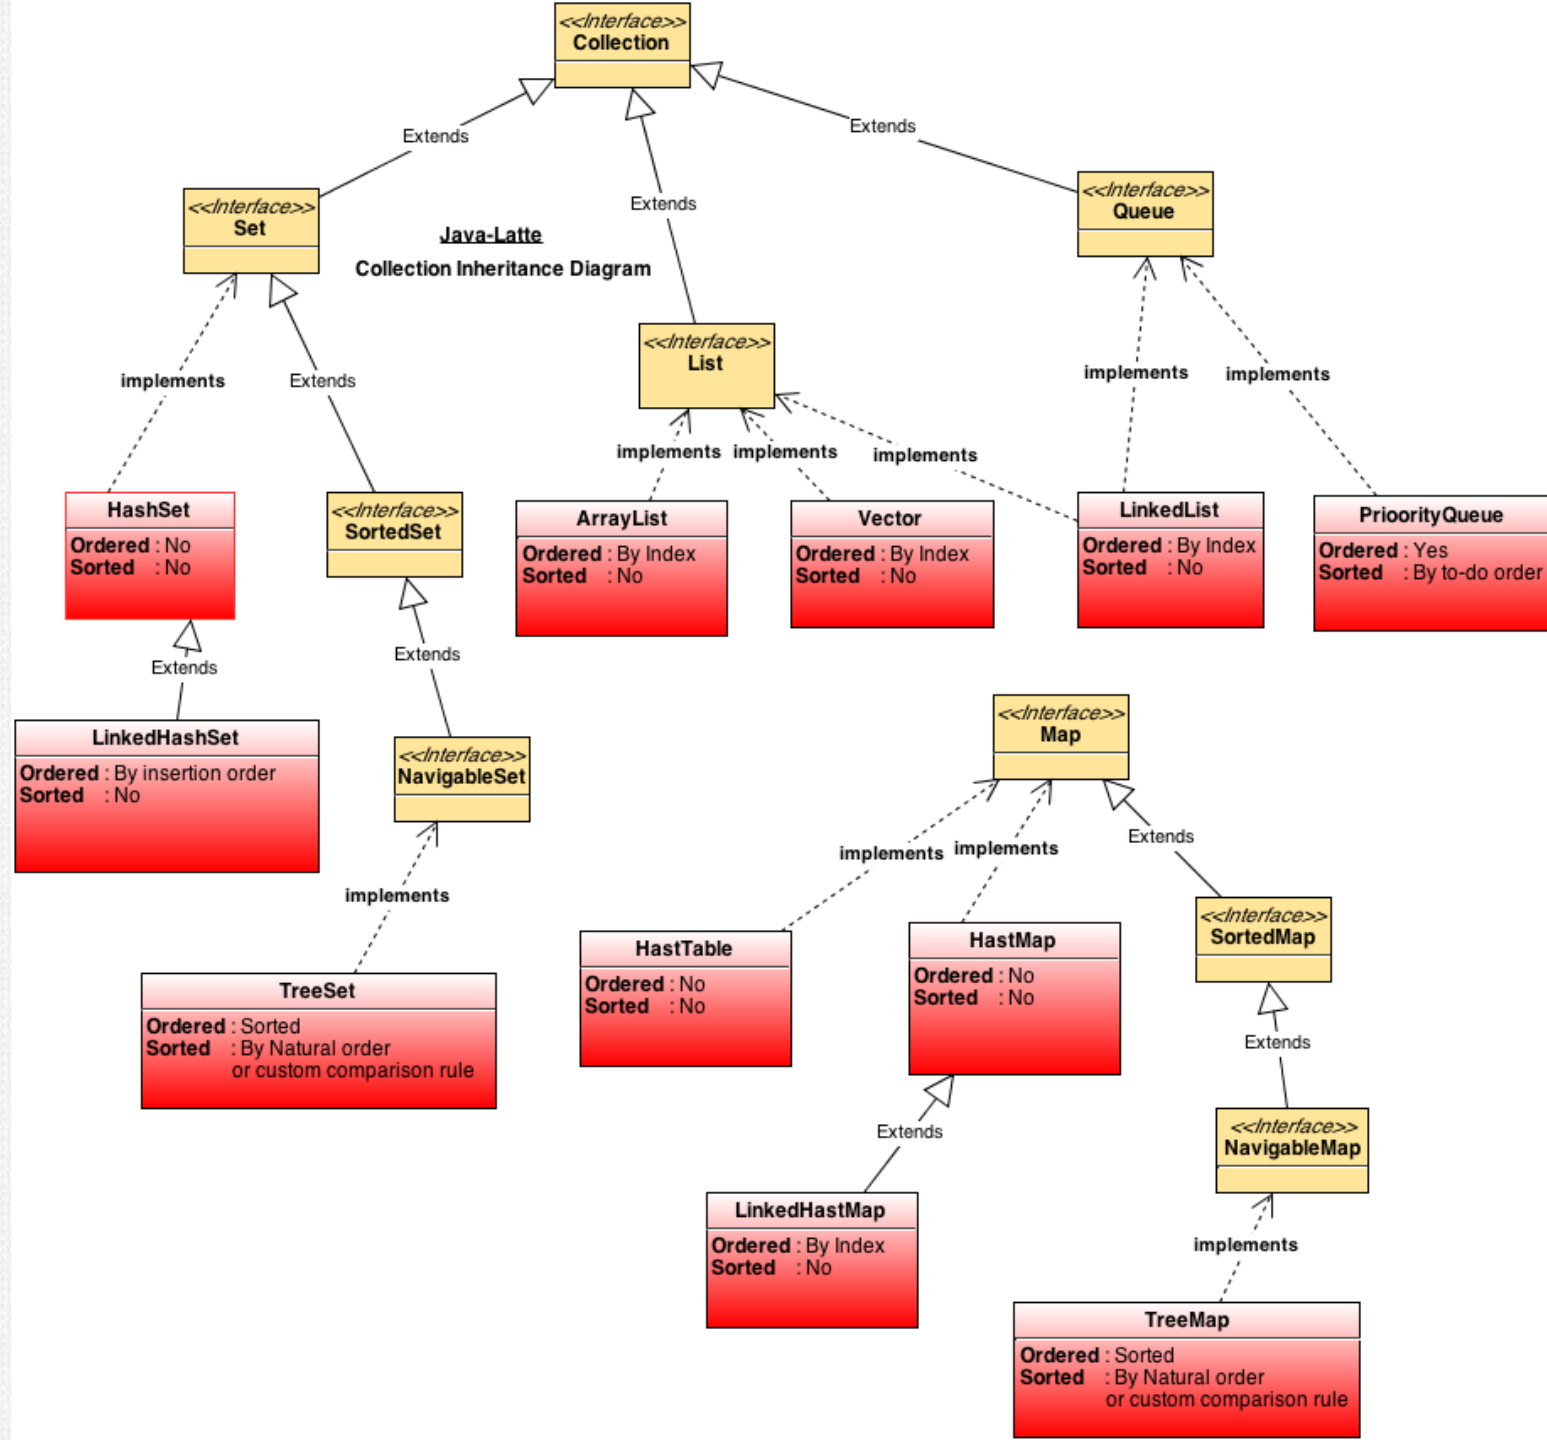 <<Interface>>
Collection
Extends
Extends
Extends
<<Interface>>
Set
<<Interface>>
Queue
Java-Latte
Collection Inheritance Diagram
<<Interface>>
List
implements
Extends
implements
implements
implements
implements
implements
HashSet
Ordered : No
Sorted : No
<<Interface>>
SortedSet
ArrayList
Ordered : By Index
Sorted : No
Vector
Ordered : By Index
Sorted : No
LinkedList
Ordered : By Index
Sorted : No
PrioorityQueue
Ordered : Yes
Sorted : By to-do order
Extends
Extends
LinkedHashSet
Ordered : By insertion order
Sorted : No
<<Interface>>
NavigableSet
<<Interface>>
Map
implements
implements
implements
Extends
TreeSet
Ordered : Sorted
Sorted : By Natural order
or custom comparison rule
HastTable
Ordered : No
Sorted : No
HastMap
Ordered : No
Sorted : No
<<Interface>>
SortedMap
Extends
Extends
<<Interface>>
NavigableMap
LinkedHastMap
Ordered : By Index
Sorted : No
implements
TreeMap
Ordered : Sorted
Sorted : By Natural order
or custom comparison rule